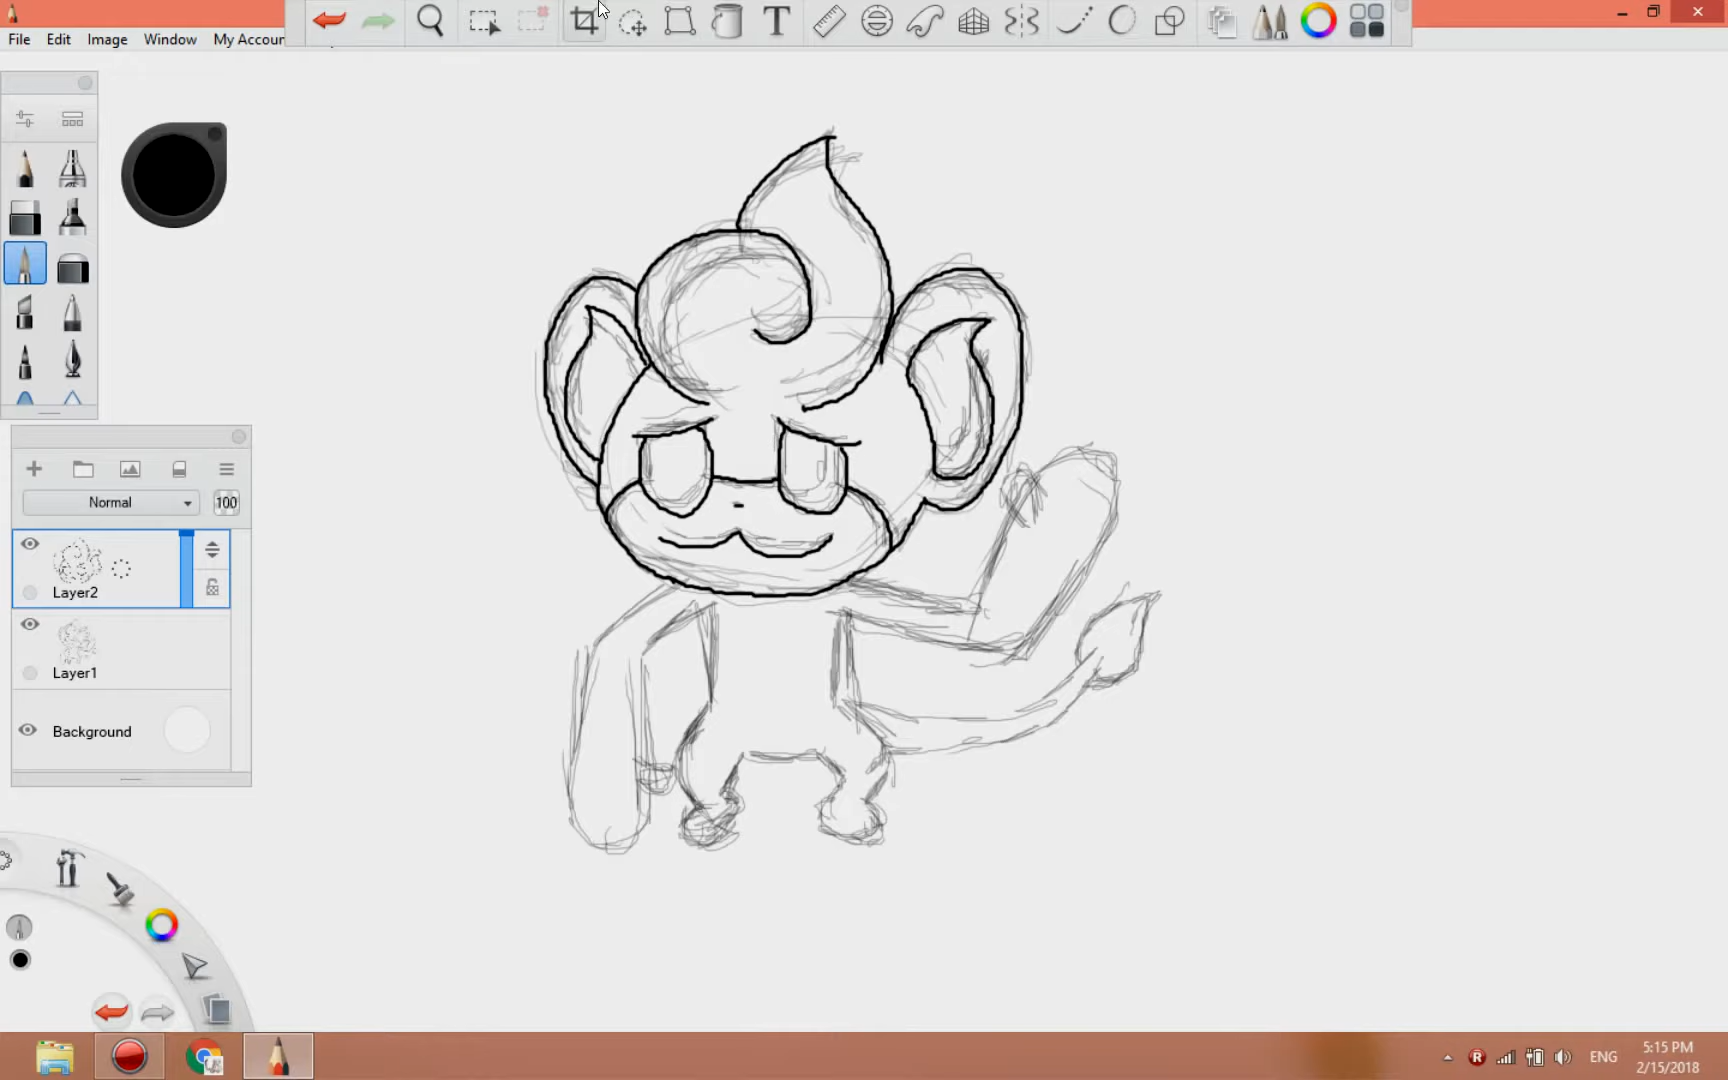 File Edit Image Window My Accoun
T
Normal 100
Layer2
Layer1
Background
R ENG 5:15 PM
2/15/2018